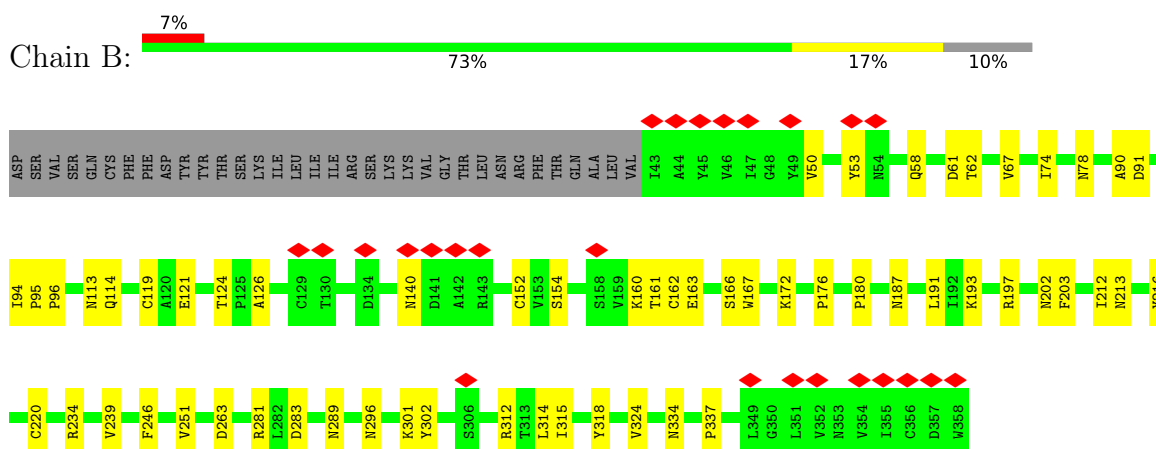 7%
Chain B:
73% 17% 10%
ASP SER VAL SER GLN CYS PHE PHE ASP TYR TYR THR SER LYS ILE LEU ILE ILE ARG SER LYS LYS VAL GLY THR LEU ASN ARG PHE THR GLN ALA LEU VAL I43 A44 Y45 V46 I47 G48 Y49 V50 Y53 N54 Q58 D61 T62 V67 I74 N78 A90 D91
I94 P95 P96 N113 Q114 C119 A120 E121 T124 P125 A126 C129 T130 D134 N140 D141 A142 R143 C152 V153 S154 S158 V159 K160 T161 C162 E163 S166 W167 K172 P176 P180 N187 L191 I192 K193 R197 N202 F203 I212 N213
C220 R234 V239 F246 V251 D263 R281 L282 D283 N289 N296 K301 Y302 S306 R312 T313 L314 I315 Y318 V324 N334 P337 L349 G350 L351 V352 N353 V354 I355 C356 D357 W358